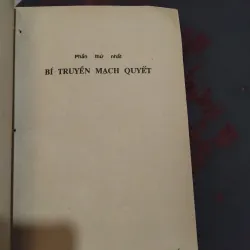 Phần thứ nhất
BÍ TRUYỀN MẠCH QUYẾT